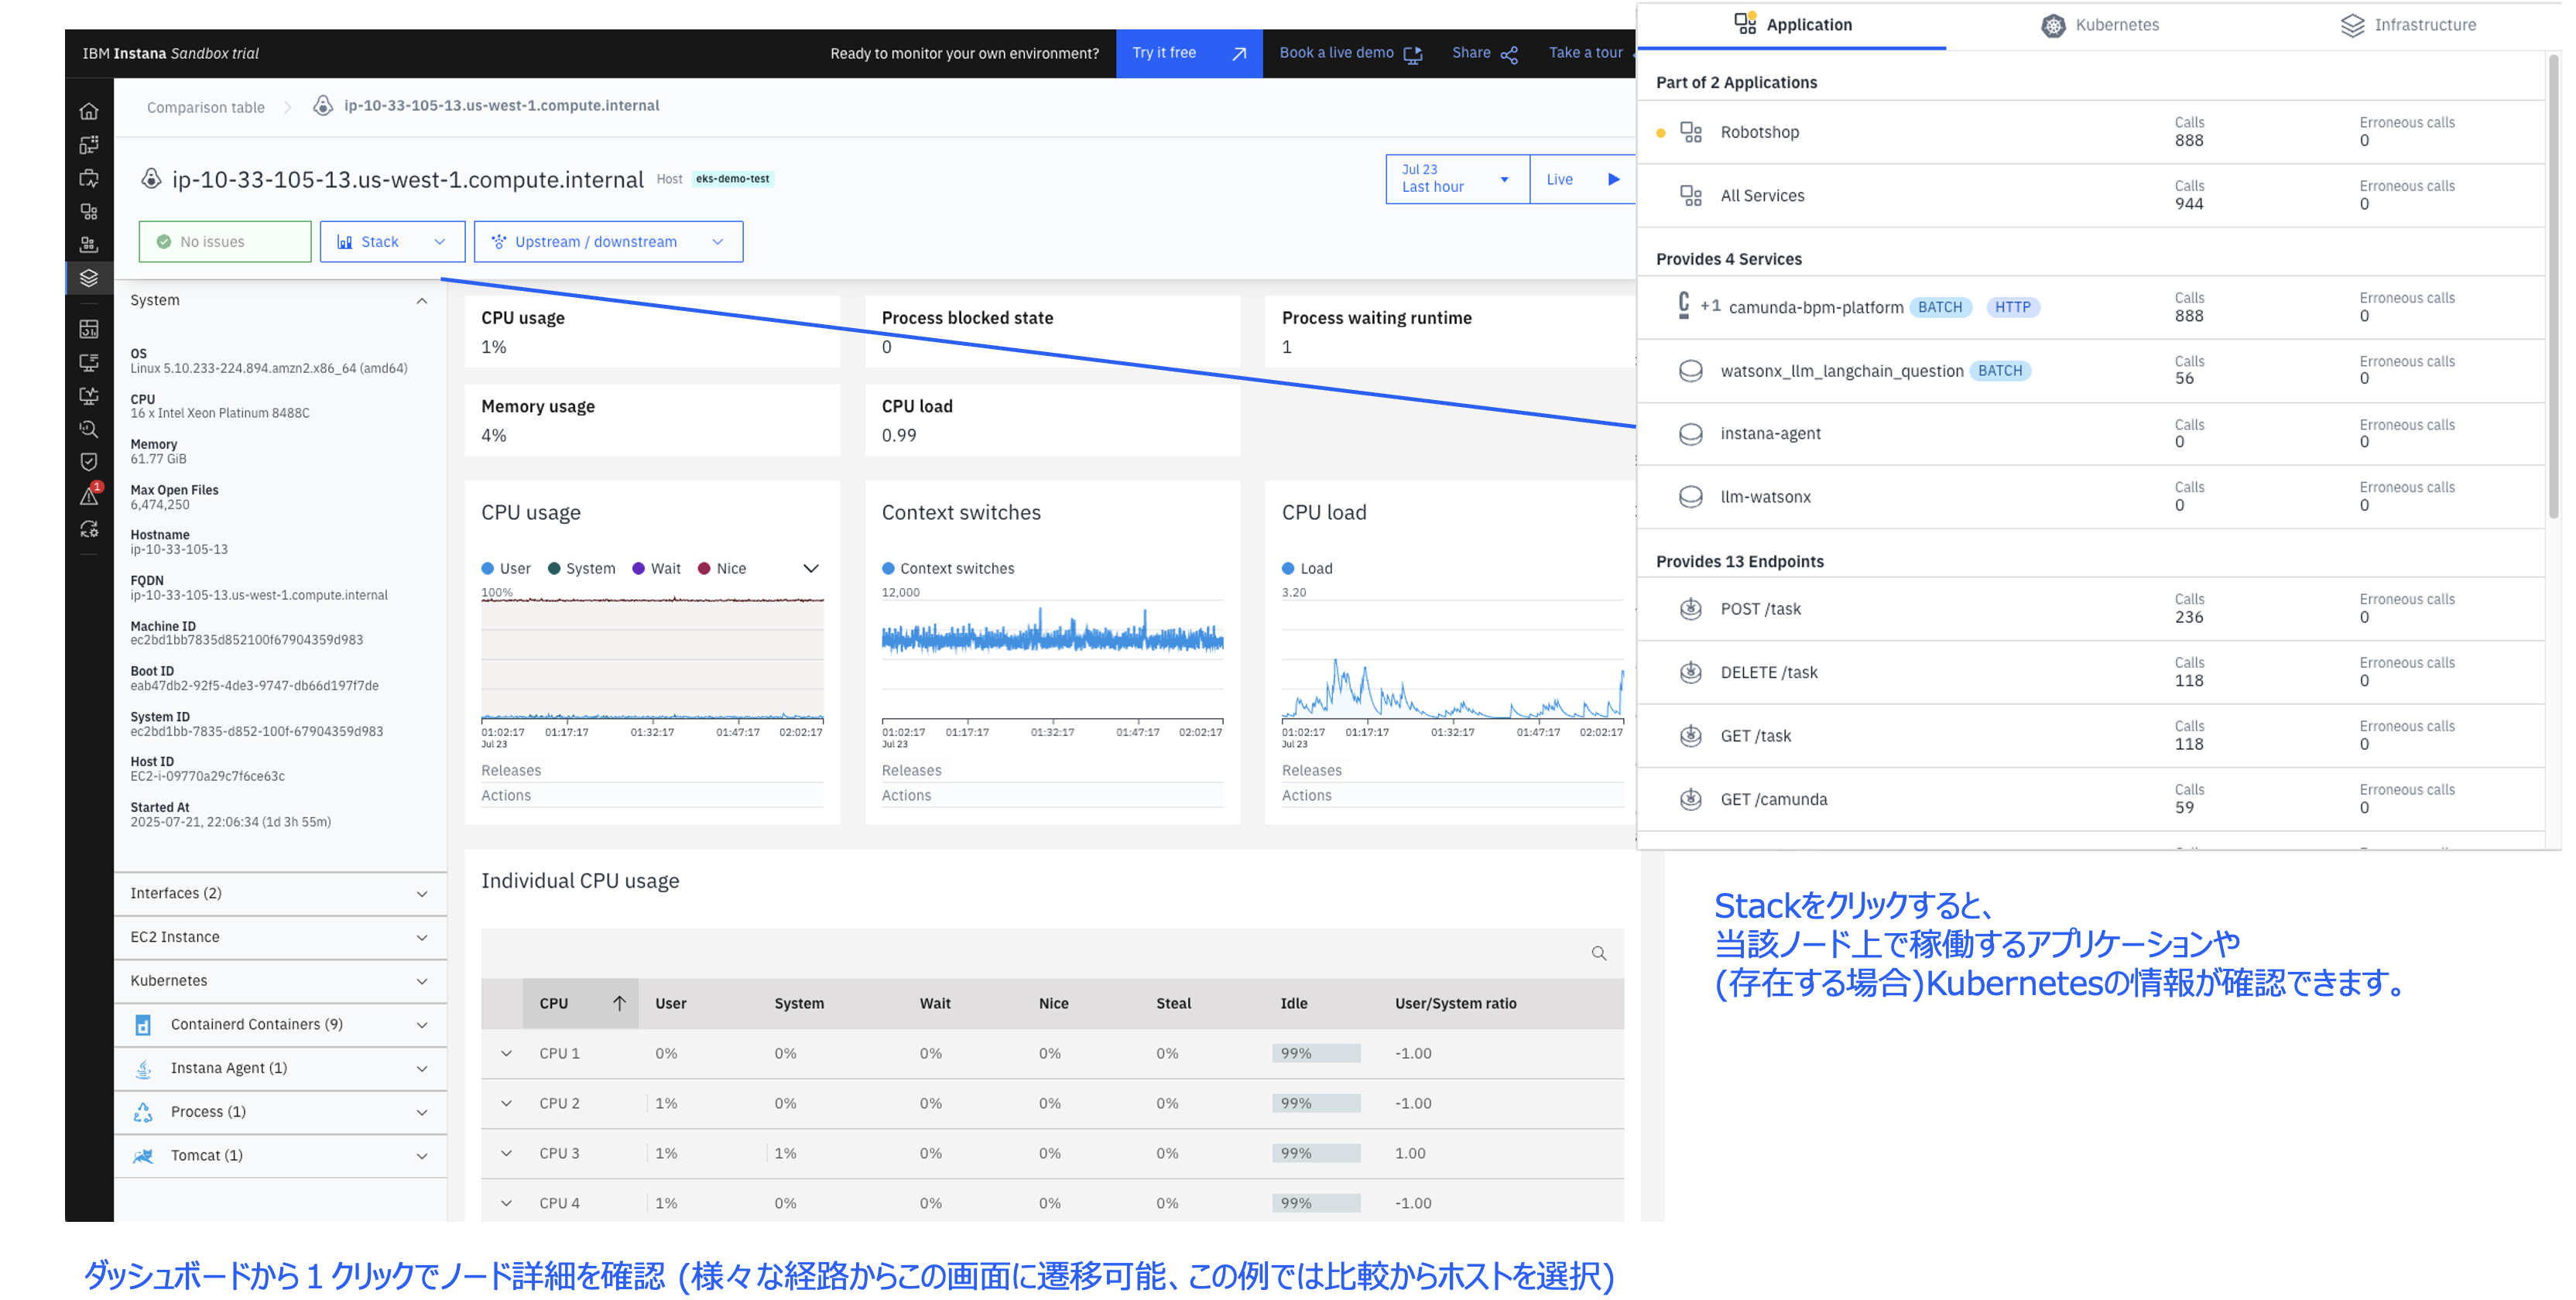 IBM Instana Sandbox trial
Ready to monitor your own environment?
Try it free
Book a live demo
Share
Take a tour
Comparison table
ip-10-33-105-13.us-west-1.compute.internal
ip-10-33-105-13.us-west-1.compute.internal Host eks-demo-test
Jul 23
Last hour
Live
No issues
Stack
Upstream / downstream
1
System
OS
Linux 5.10.233-224.894.amzn2.x86_64 (amd64)
CPU
16 x Intel Xeon Platinum 8488C
Memory
61.77 GiB
Max Open Files
6,474,250
Hostname
ip-10-33-105-13
FQDN
ip-10-33-105-13.us-west-1.compute.internal
Machine ID
ec2bd1bb7835d852100f67904359d983
Boot ID
eab47db2-92f5-4de3-9747-db66d197f7de
System ID
ec2bd1bb-7835-d852-100f-67904359d983
Host ID
EC2-i-09770a29c7f6ce63c
Started At
2025-07-21, 22:06:34 (1d 3h 55m)
Interfaces (2)
EC2 Instance
Kubernetes
Containerd Containers (9)
Instana Agent (1)
Process (1)
Tomcat (1)
CPU usage
1%
Process blocked state
0
Process waiting runtime
1
Memory usage
4%
CPU load
0.99
CPU usage
User System Wait Nice
100%
01:02:17 01:17:17 01:32:17 01:47:17 02:02:17
Jul 23
Releases
Actions
Context switches
Context switches
12,000
01:02:17 01:17:17 01:32:17 01:47:17 02:02:17
Jul 23
Releases
Actions
CPU load
Load
3.20
01:02:17 01:17:17 01:32:17 01:47:17 02:02:17
Jul 23
Releases
Actions
Individual CPU usage
CPU User System Wait Nice Steal Idle User/System ratio
CPU 1 0% 0% 0% 0% 0% 99% -1.00
CPU 2 1% 0% 0% 0% 0% 99% -1.00
CPU 3 1% 1% 0% 0% 0% 99% 1.00
CPU 4 1% 0% 0% 0% 0% 99% -1.00
Application Kubernetes Infrastructure
Part of 2 Applications
Robotshop Calls 888 Erroneous calls 0
All Services Calls 944 Erroneous calls 0
Provides 4 Services
+1 camunda-bpm-platform BATCH HTTP Calls 888 Erroneous calls 0
watsonx_llm_langchain_question BATCH Calls 56 Erroneous calls 0
instana-agent Calls 0 Erroneous calls 0
llm-watsonx Calls 0 Erroneous calls 0
Provides 13 Endpoints
POST /task Calls 236 Erroneous calls 0
DELETE /task Calls 118 Erroneous calls 0
GET /task Calls 118 Erroneous calls 0
GET /camunda Calls 59 Erroneous calls 0
Stackをクリックすると、
当該ノード上で稼働するアプリケーションや
(存在する場合)Kubernetesの情報が確認できます。
ダッシュボードから１クリックでノード詳細を確認 (様々な経路からこの画面に遷移可能、この例では比較からホストを選択)